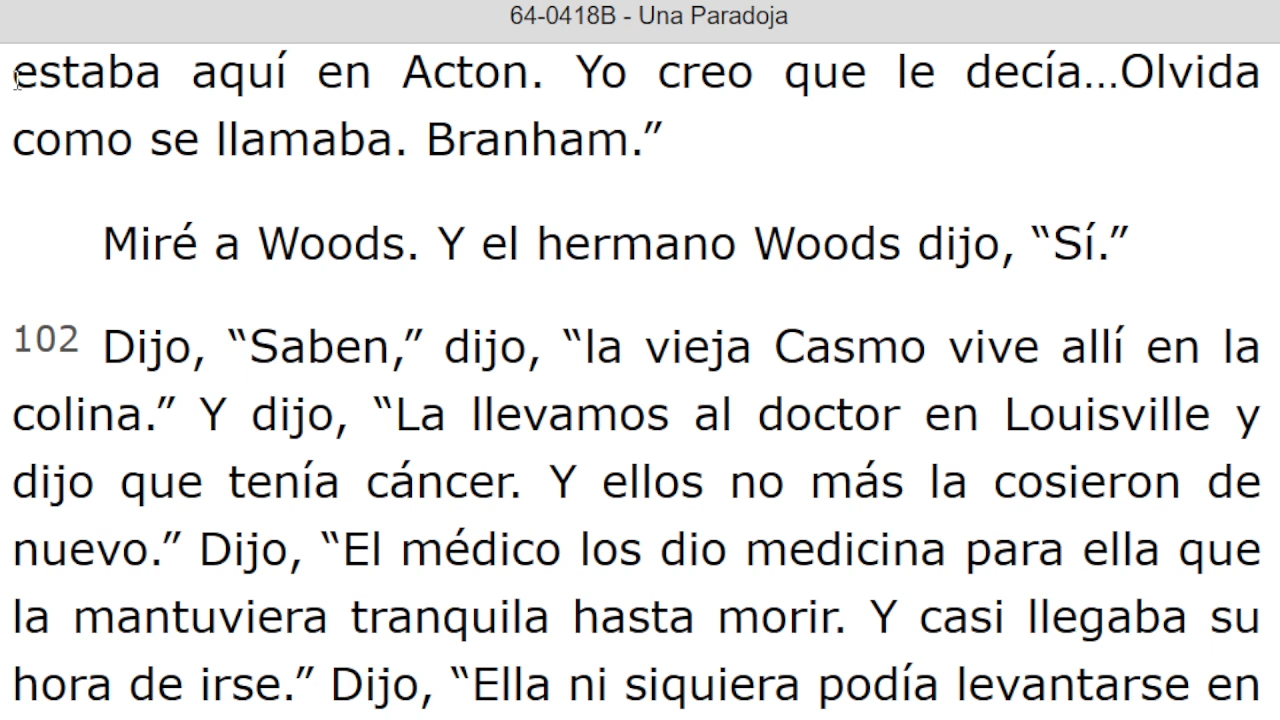 64-0418B - Una Paradoja
estaba aquí en Acton. Yo creo que le decía...Olvida
como se llamaba. Branham.”
Miré a Woods. Y el hermano Woods dijo, “Sí.”
102 Dijo, “Saben,” dijo, “la vieja Casmo vive allí en la
colina.” Y dijo, “La llevamos al doctor en Louisville y
dijo que tenía cáncer. Y ellos no más la cosieron de
nuevo.” Dijo, “El médico los dio medicina para ella que
la mantuviera tranquila hasta morir. Y casi llegaba su
hora de irse.” Dijo, “Ella ni siquiera podía levantarse en